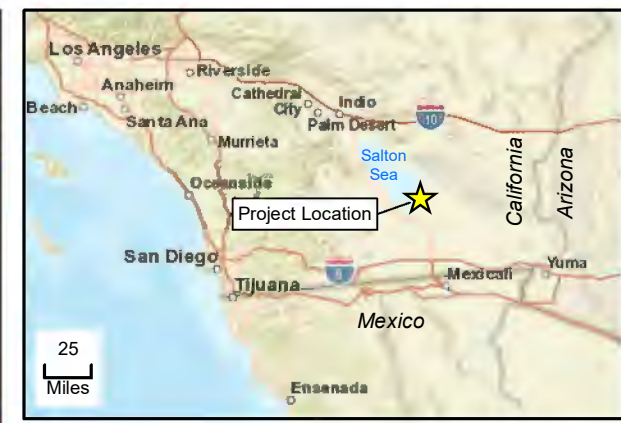 Los Angeles
Riverside
Anaheim
Cathedral
City
Indio
Beach
Santa Ana
Palm Desert
10
Murrieta
Salton
Sea
California
Arizona
Oceanside
Project Location
San Diego
8
Mexicali
Yuma
Tijuana
Mexico
25
Miles
Ensenada